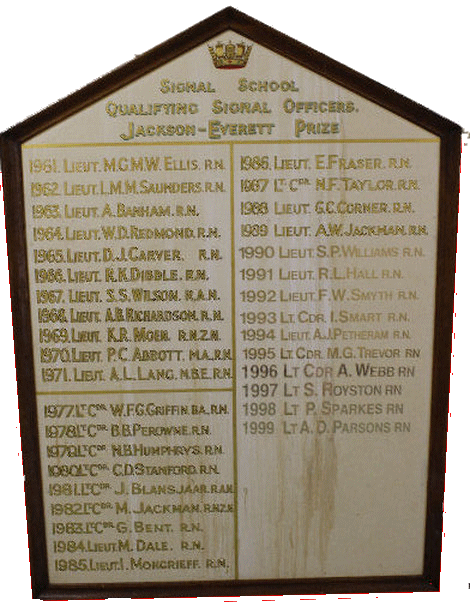 Signal School
Qualifying Signal Officers.
Jackson-Everett Prize
1961. Lieut. M.G.M.W. Ellis. R.N.
1962. Lieut. I.M.M. Saunders. R.N.
1963. Lieut. A. Banham. R.N.
1964. Lieut. W.D. Redmond. R.N.
1965. Lieut. D.J. Carver. R.N.
1966. Lieut. R.K. Dibble. R.N.
1967. Lieut. S.S. Wilson. R.A.N.
1968. Lieut. A.B. Richardson. R.N.
1969. Lieut. K.R. Moen. R.N.Z.N.
1970. Lieut. P.C. Abbott. M.A. R.N.
1971. Lieut. A.L. Lang. M.B.E. R.N.
1977. Lt Cdr. W.F.G. Griffin. BA. R.N.
1978. Lt Cdr. B.B. Perowne. R.N.
1979. Lt Cdr N.B. Humphrys. R.N.
1980. Lt Cdr. C.D. Stanford. R.N.
1981. Lt Cdr. J. Blansjaar. R.A.N.
1982. Lt Cdr M. Jackman. R.N.Z.N.
1983. Lt Cdr G. Bent. R.N.
1984. Lieut. M. Dale. R.N.
1985. Lieut. I. Moncrieff. R.N.
1986. Lieut. E. Fraser. R.N.
1987 Lt Cdr. N.F. Taylor. R.N.
1988 Lieut. G.C. Corner. R.N.
1989 Lieut. A.W. Jackman. R.N.
1990 Lieut. S.P. Williams R.N.
1991 Lieut. R.L. Hall R.N.
1992 Lieut. F.W. Smyth R.N.
1993 Lt Cdr. I. Smart R.N.
1994 Lieut. A.J. Petheram R.N.
1995 Lt Cdr. M.G. Trevor RN
1996 Lt Cdr A. Webb RN
1997 Lt S. Royston RN
1998 Lt P. Sparkes RN
1999 Lt A.D. Parsons RN